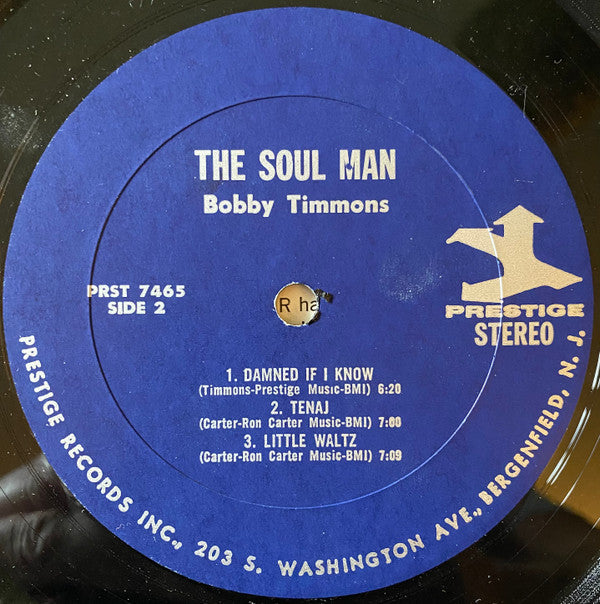 THE SOUL MAN
Bobby Timmons
PRST 7465
SIDE 2
PRESTIGE
STEREO
R ha
1. DAMNED IF I KNOW
(Timmons-Prestige Music-BMI) 6:20
2. TENAJ
(Carter-Ron Carter Music-BMI) 7:00
3. LITTLE WALTZ
(Carter-Ron Carter Music-BMI) 7:09
PRESTIGE RECORDS INC., 203 S. WASHINGTON AVE., BERGENFIELD, N. J.